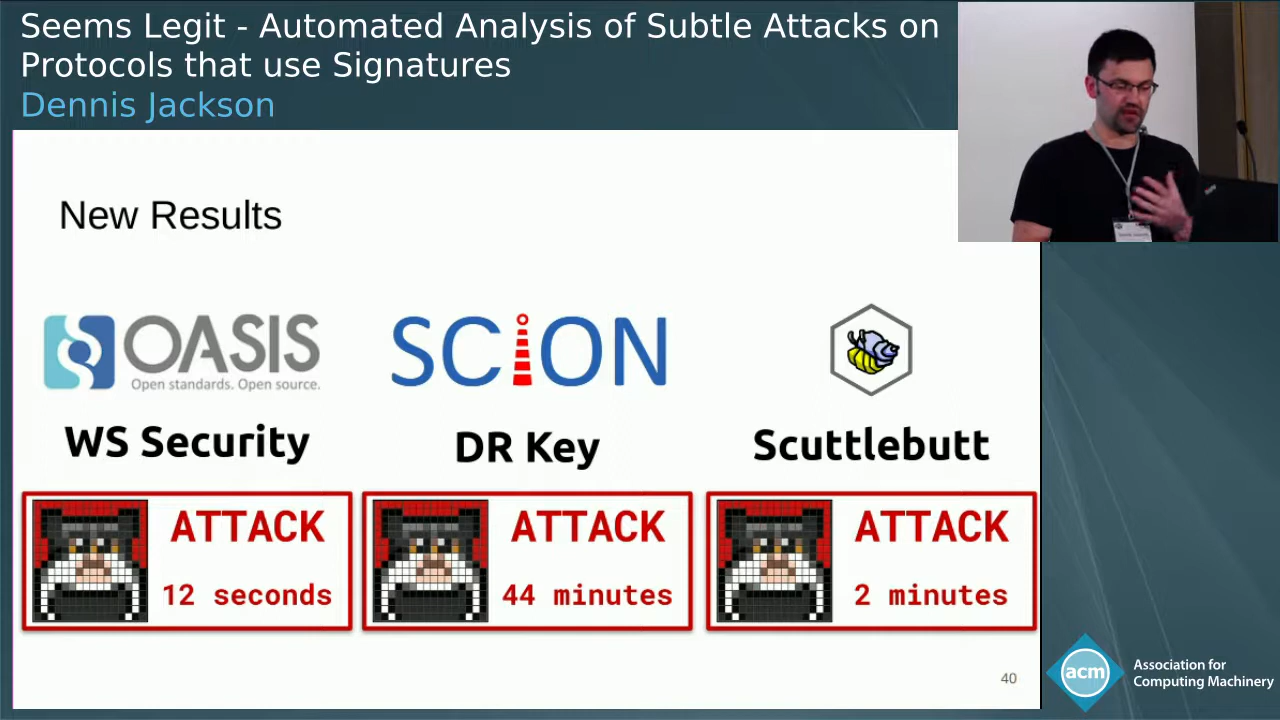 Seems Legit - Automated Analysis of Subtle Attacks on
Protocols that use Signatures
Dennis Jackson
New Results
OASIS
Open standards. Open source.
SCiON
WS Security
DR Key
Scuttlebutt
ATTACK
12 seconds
ATTACK
44 minutes
ATTACK
2 minutes
40
acm
Association for
Computing Machinery